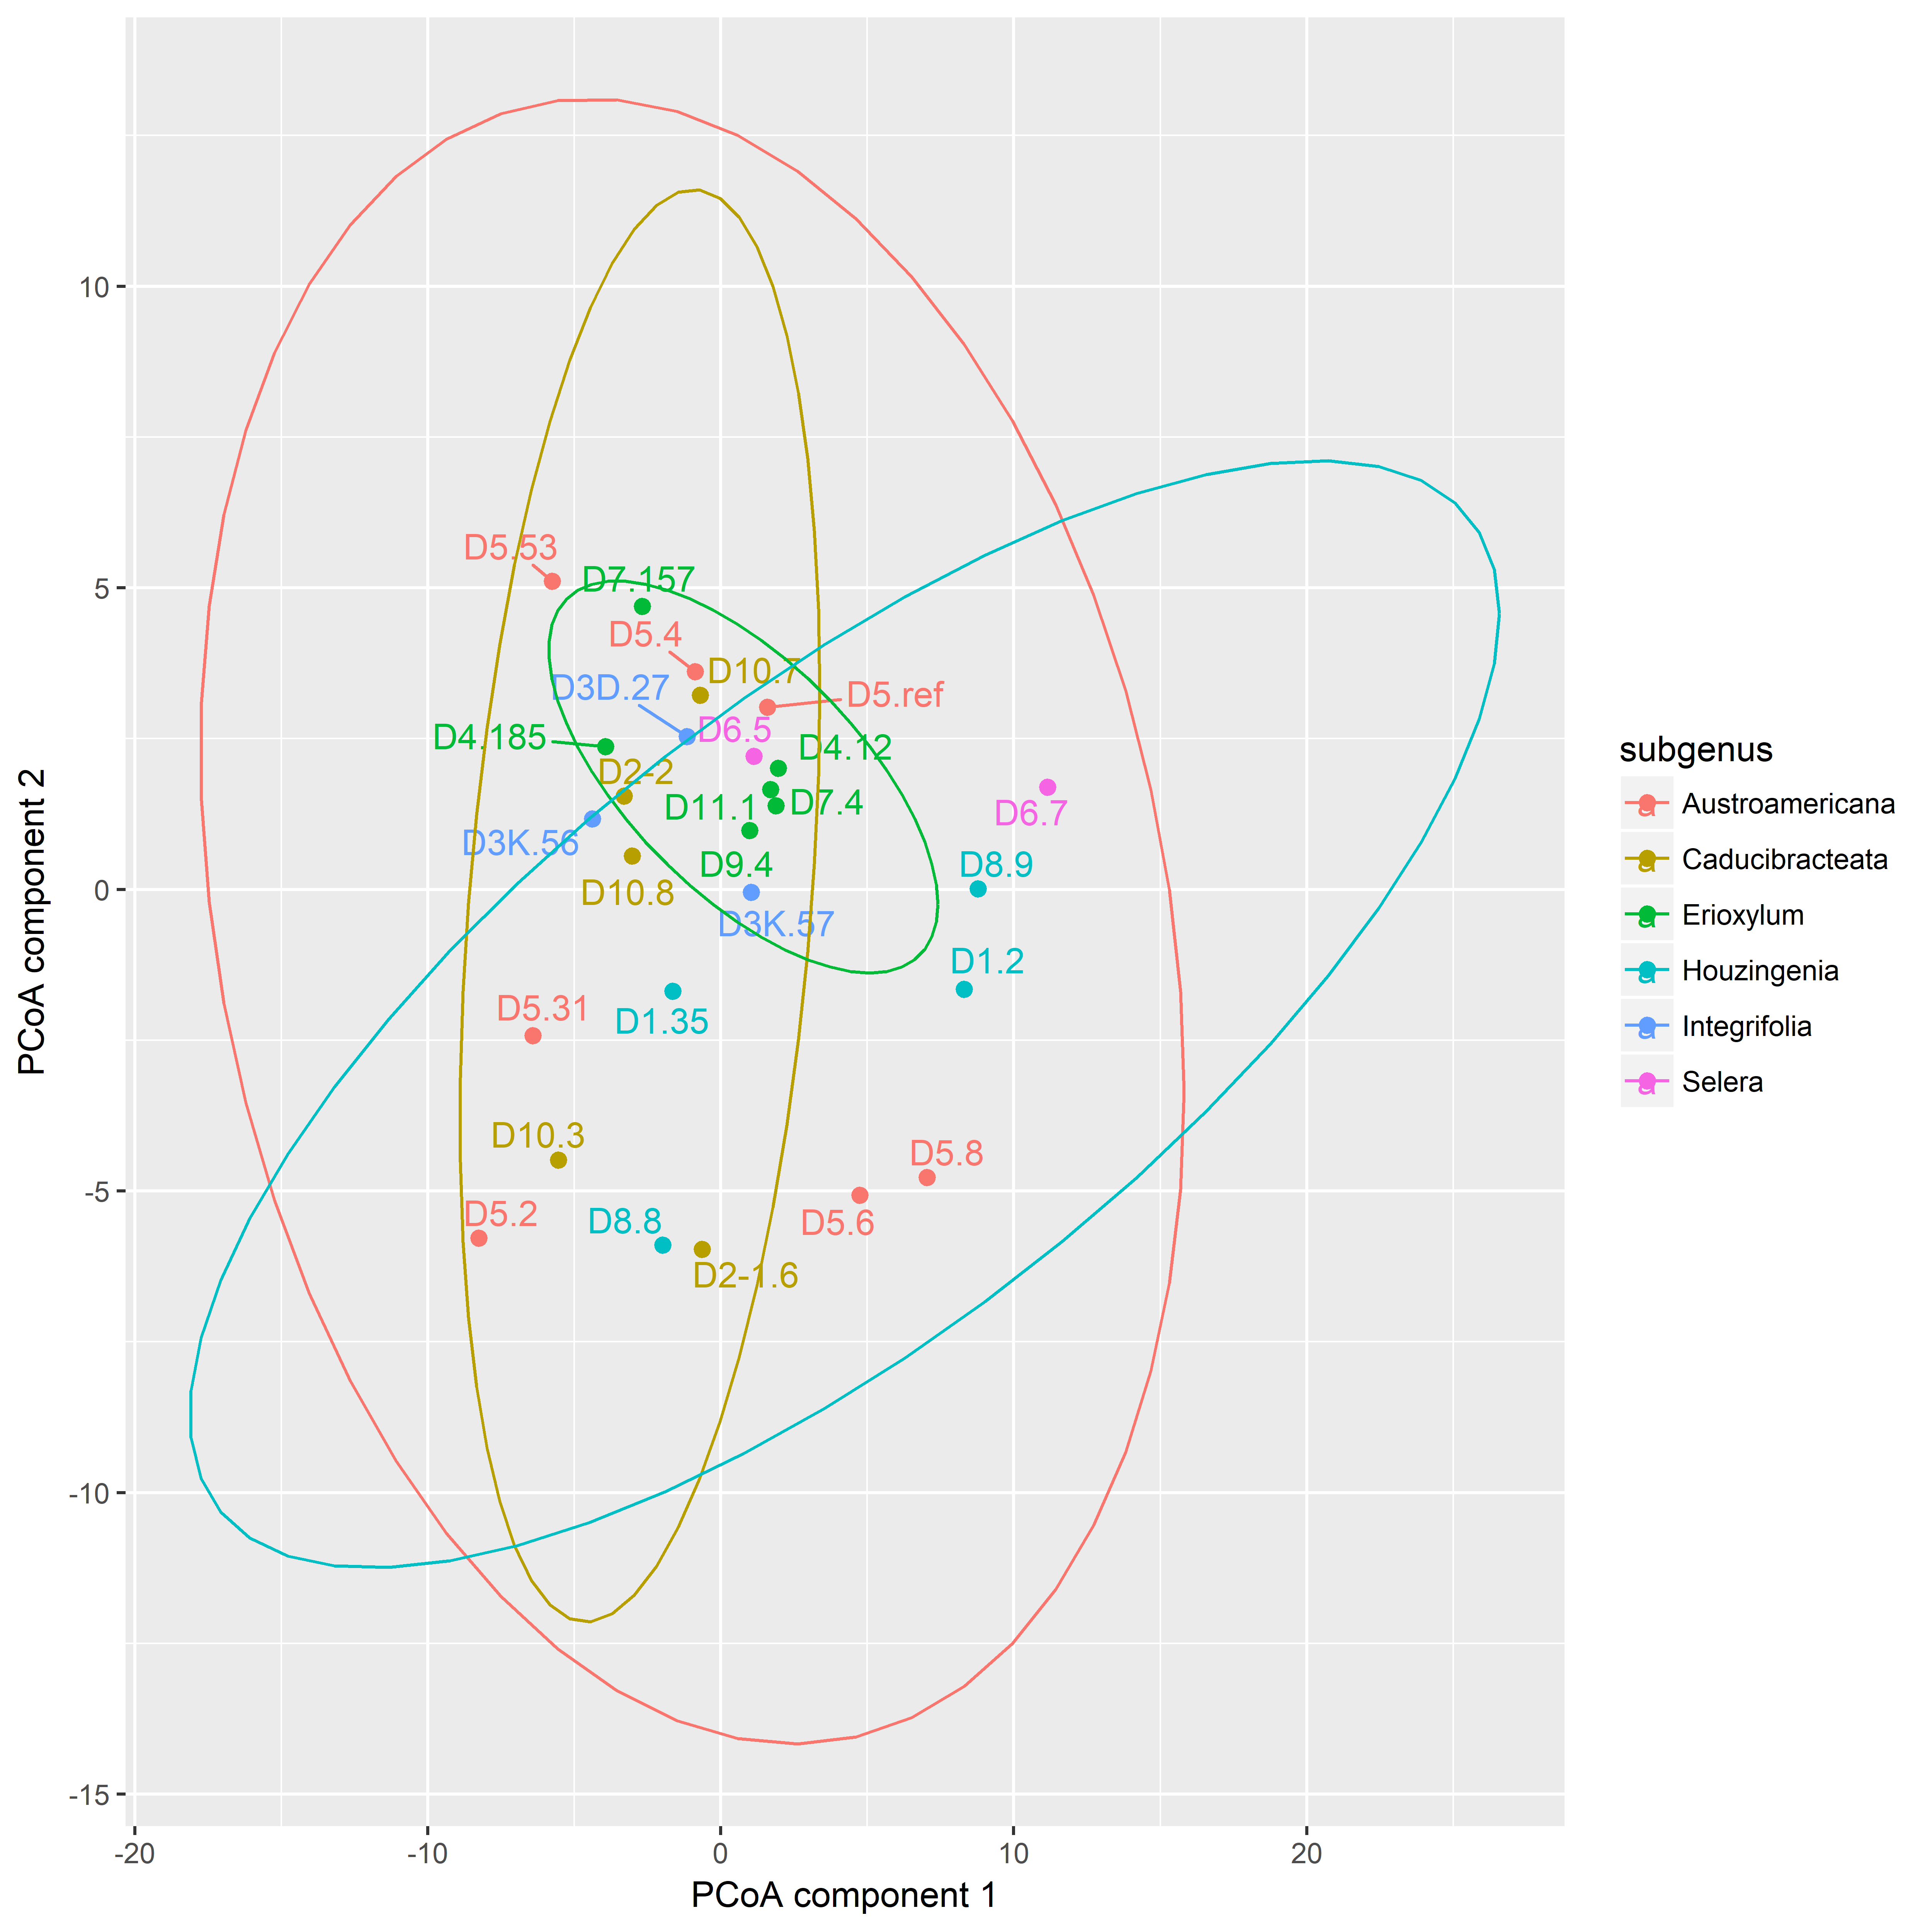 10
5
0
-5
-10
-15
-20
-10
0
10
20
PCoA component 1
PCoA component 2
D5.53
D7.157
D5.4
D10.7
D3D.27
D5.ref
D6.5
D4.185
D4.12
D2-2
D11.1
D7.4
D6.7
D3K.56
D9.4
D8.9
D10.8
D3K.57
D1.2
D5.31
D1.35
D10.3
D5.8
D5.2
D8.8
D5.6
D2-1.6
subgenus
a Austroamericana
a Caducibracteata
a Erioxylum
a Houzingenia
a Integrifolia
a Selera